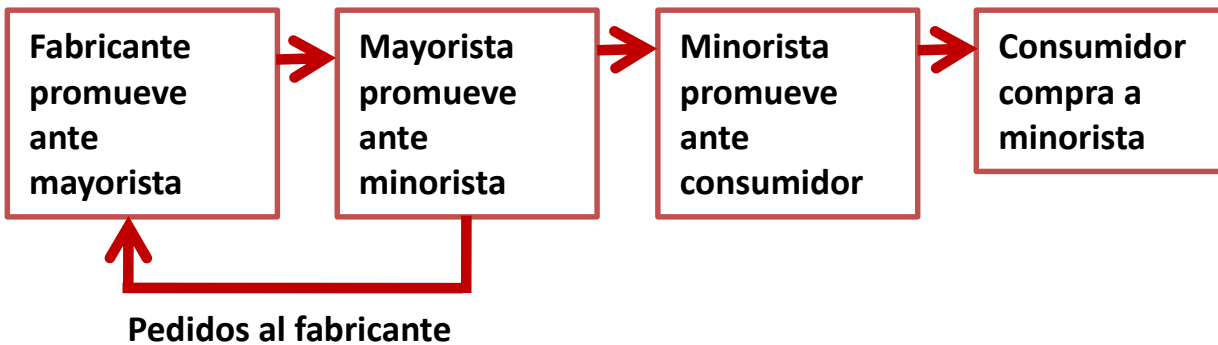 Fabricante
promueve
ante
mayorista
Mayorista
promueve
ante
minorista
Minorista
promueve
ante
consumidor
Consumidor
compra a
minorista
Pedidos al fabricante